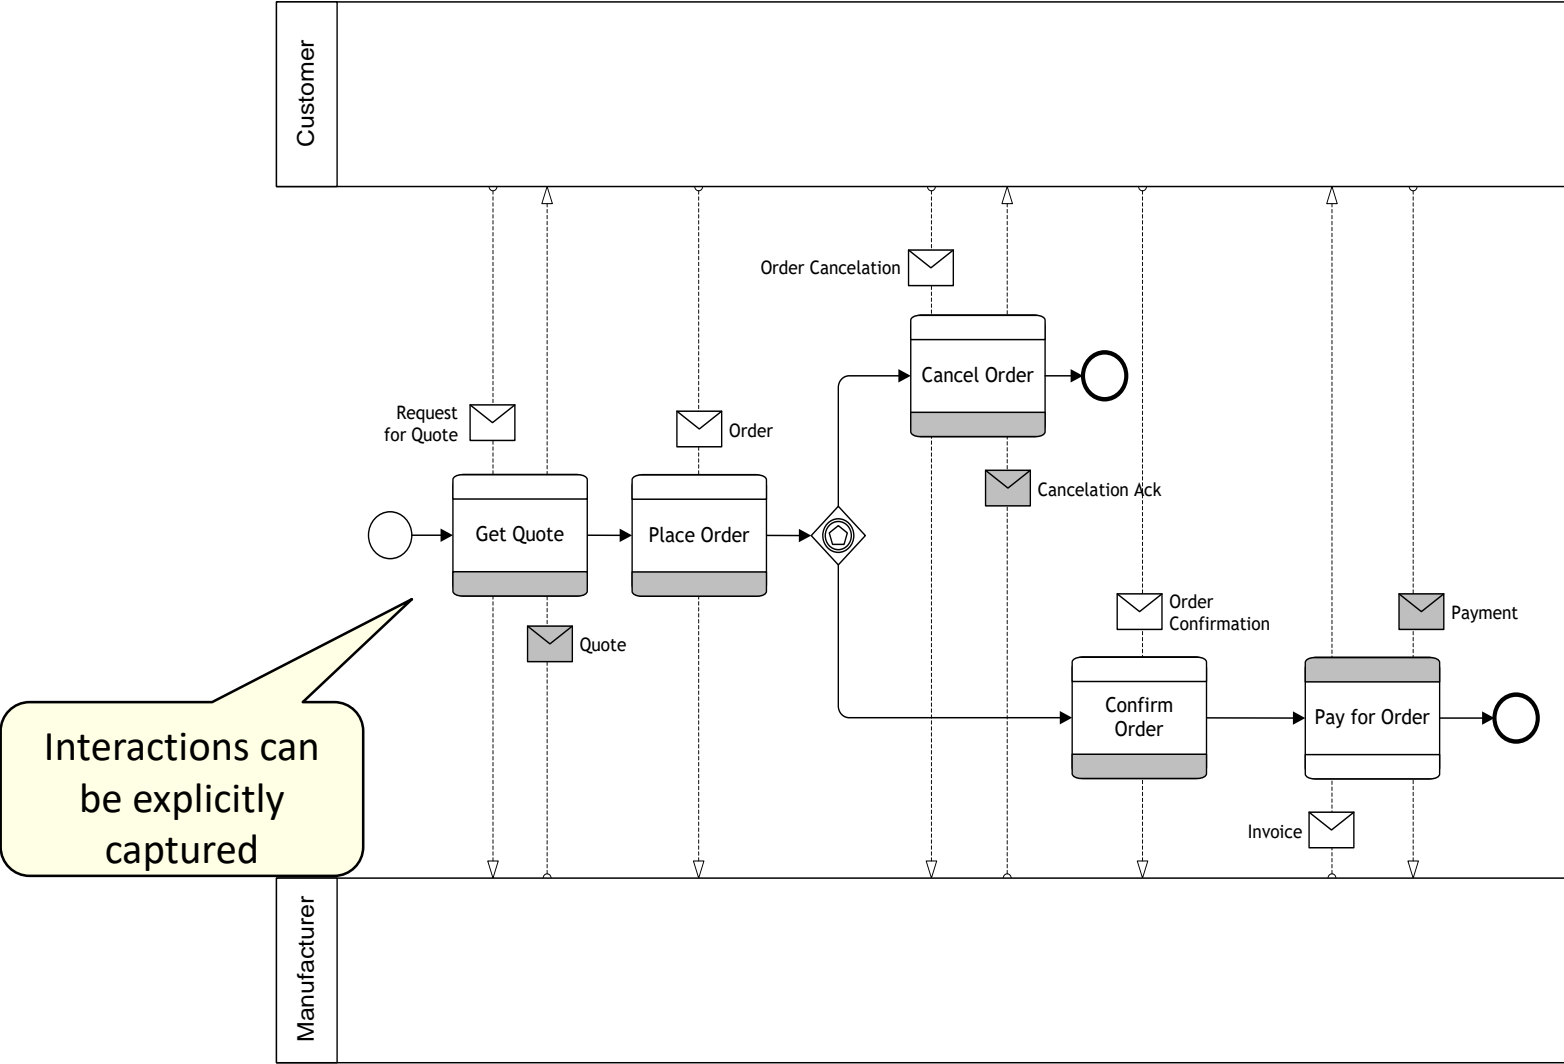 Customer
Order Cancelation
Cancel Order
Request
for Quote
Order
Cancelation Ack
Get Quote
Place Order
Order
Confirmation
Payment
Quote
Confirm
Order
Pay for Order
Interactions can
be explicitly
captured
Invoice
Manufacturer